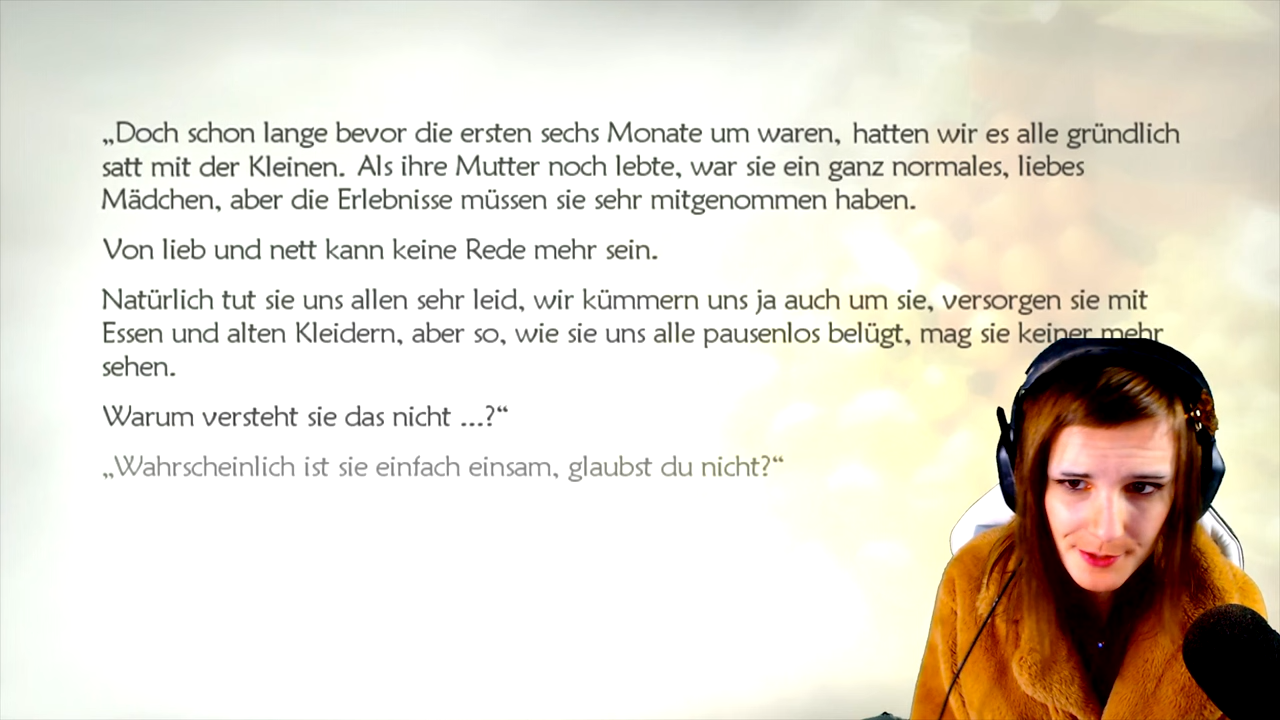 „Doch schon lange bevor die ersten sechs Monate um waren, hatten wir es alle gründlich
satt mit der Kleinen. Als ihre Mutter noch lebte, war sie ein ganz normales, liebes
Mädchen, aber die Erlebnisse müssen sie sehr mitgenommen haben.
Von lieb und nett kann keine Rede mehr sein.
Natürlich tut sie uns allen sehr leid, wir kümmern uns ja auch um sie, versorgen sie mit
Essen und alten Kleidern, aber so, wie sie uns alle pausenlos belügt, mag sie keiner mehr
sehen.
Warum versteht sie das nicht ...?“
„Wahrscheinlich ist sie einfach einsam, glaubst du nicht?“